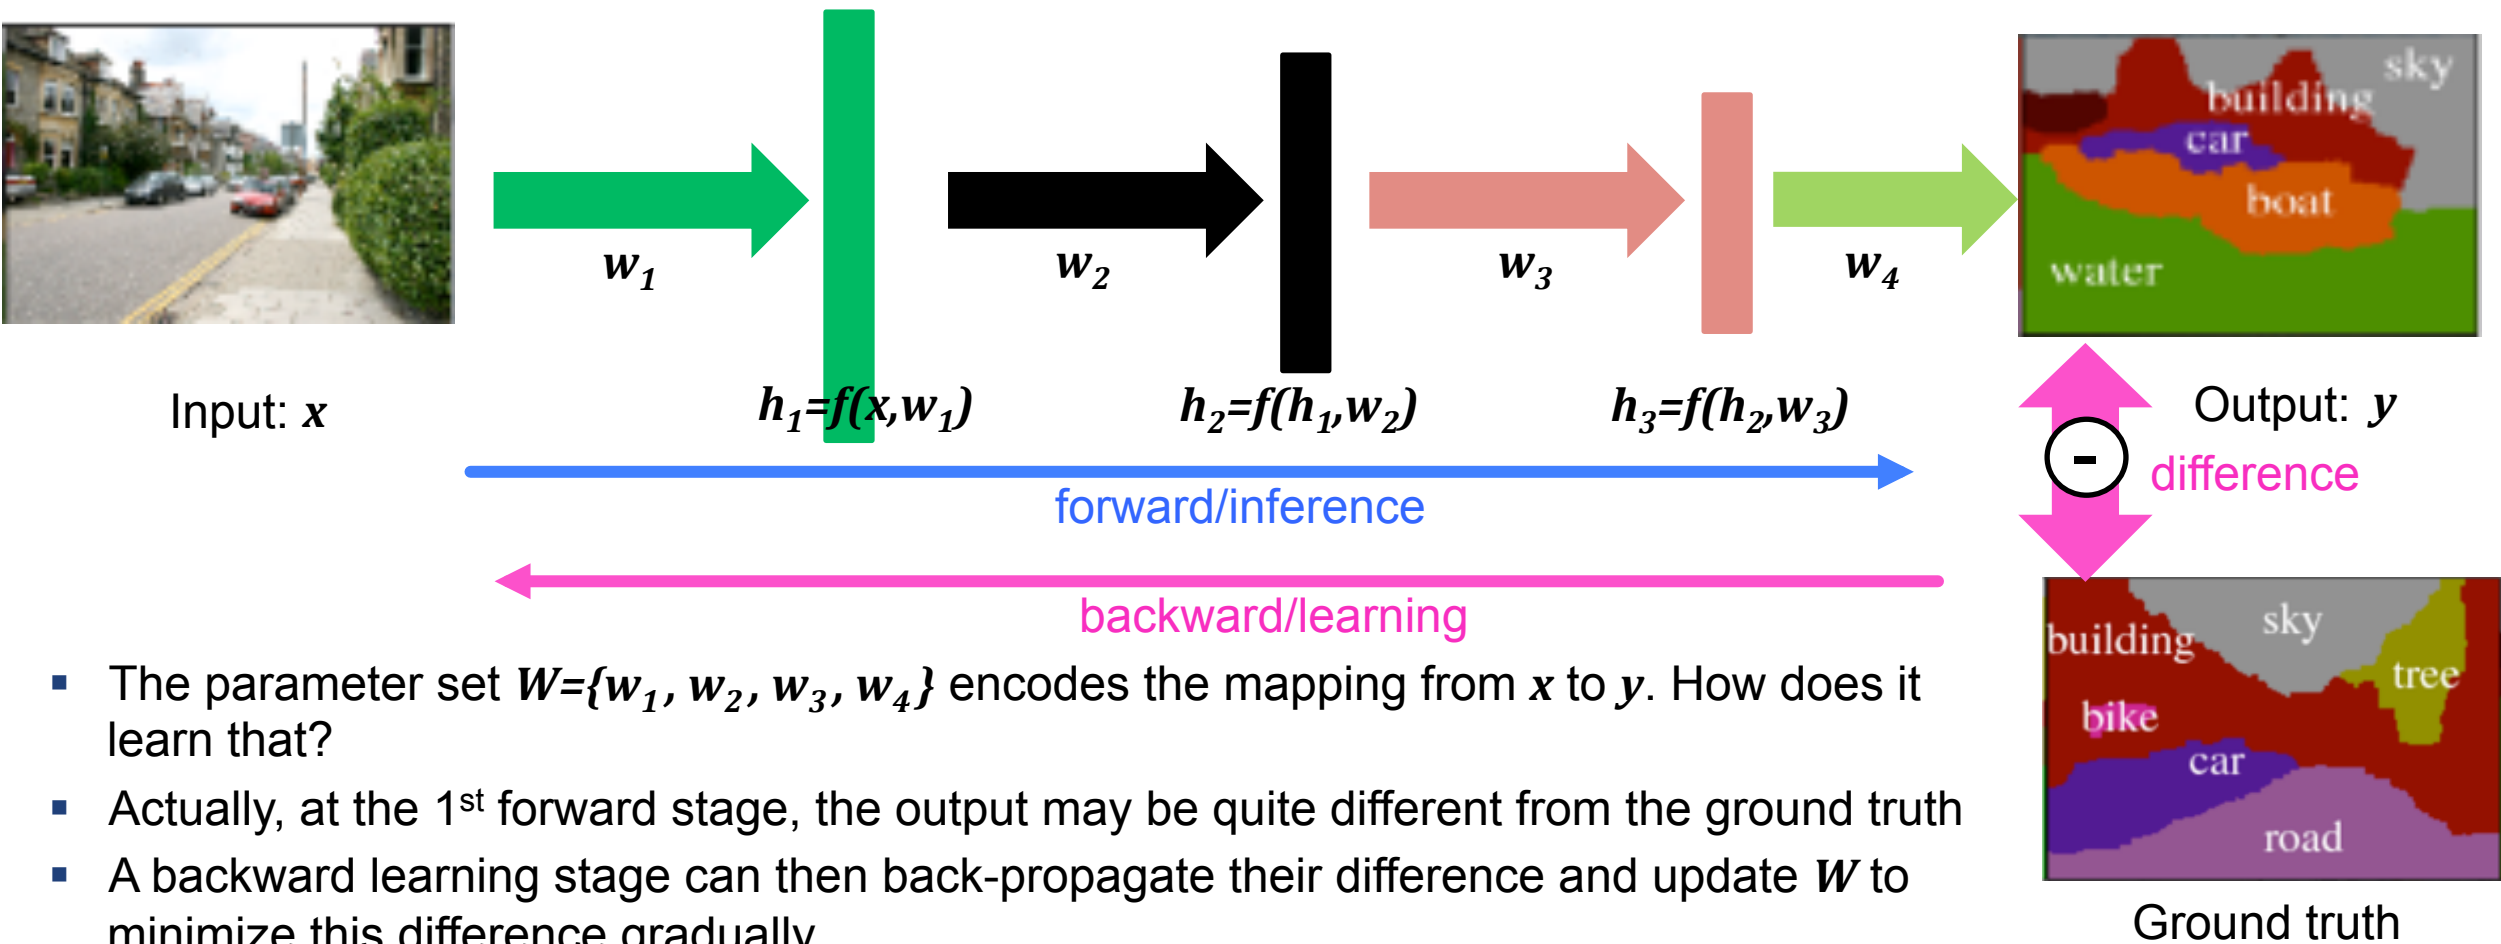 sky
building
car
boat
water
w1
w2
w3
w4
Input: x
h1=f(x,w1)
h2=f(h1,w2)
h3=f(h2,w3)
Output: y
-
difference
forward/inference
backward/learning
sky
building
tree
bike
car
road
Ground truth
▪ The parameter set W={w1, w2, w3, w4} encodes the mapping from x to y. How does it
learn that?
▪ Actually, at the 1st forward stage, the output may be quite different from the ground truth
▪ A backward learning stage can then back-propagate their difference and update W to
minimize this difference gradually